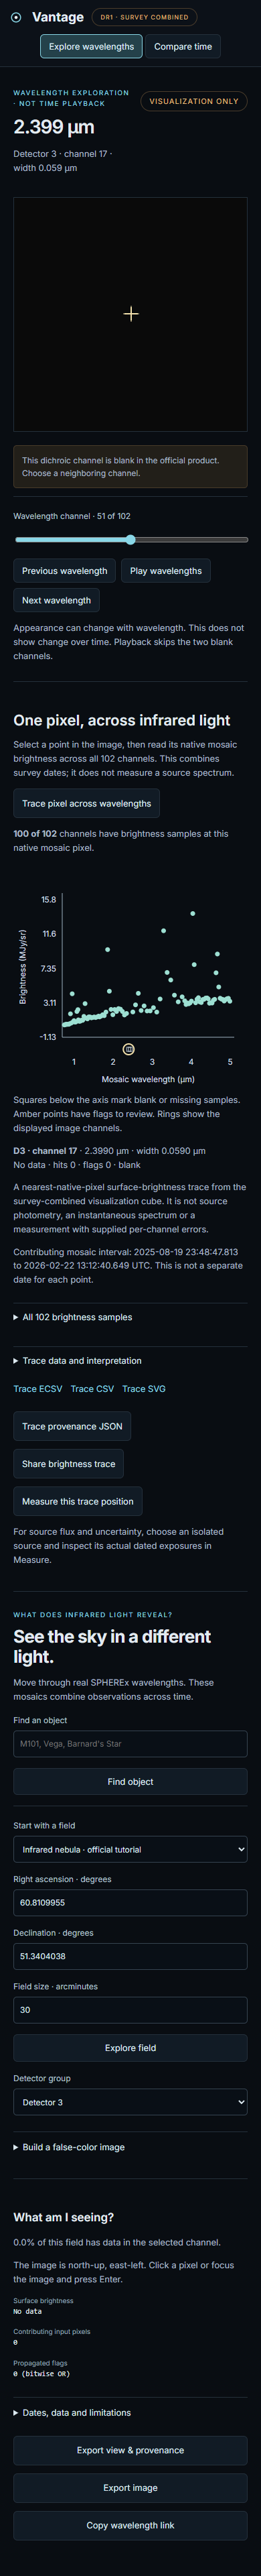 Vantage
DR1 · SURVEY COMBINED
Explore wavelengths
Compare time
WAVELENGTH EXPLORATION
· NOT TIME PLAYBACK
VISUALIZATION ONLY
2.399 µm
Detector 3 · channel 17 ·
width 0.059 µm
This dichroic channel is blank in the official product.
Choose a neighboring channel.
Wavelength channel · 51 of 102
Previous wavelength
Play wavelengths
Next wavelength
Appearance can change with wavelength. This does not
show change over time. Playback skips the two blank
channels.
One pixel, across infrared light
Select a point in the image, then read its native mosaic
brightness across all 102 channels. This combines
survey dates; it does not measure a source spectrum.
Trace pixel across wavelengths
100 of 102 channels have brightness samples at this
native mosaic pixel.
Brightness (MJy/sr)
15.8
11.6
7.35
3.11
-1.13
1
2
3
4
5
Mosaic wavelength (µm)
Squares below the axis mark blank or missing samples.
Amber points have flags to review. Rings show the
displayed image channels.
D3 · channel 17 · 2.3990 µm · width 0.0590 µm
No data · hits 0 · flags 0 · blank
A nearest-native-pixel surface-brightness trace from the
survey-combined visualization cube. It is not source
photometry, an instantaneous spectrum or a
measurement with supplied per-channel errors.
Contributing mosaic interval: 2025-08-19 23:48:47.813
to 2026-02-22 13:12:40.649 UTC. This is not a separate
date for each point.
All 102 brightness samples
Trace data and interpretation
Trace ECSV
Trace CSV
Trace SVG
Trace provenance JSON
Share brightness trace
Measure this trace position
For source flux and uncertainty, choose an isolated
source and inspect its actual dated exposures in
Measure.
WHAT DOES INFRARED LIGHT REVEAL?
See the sky in a different
light.
Move through real SPHEREx wavelengths. These
mosaics combine observations across time.
Find an object
M101, Vega, Barnard's Star
Find object
Start with a field
Infrared nebula · official tutorial
Right ascension · degrees
60.8109955
Declination · degrees
51.3404038
Field size · arcminutes
30
Explore field
Detector group
Detector 3
Build a false-color image
What am I seeing?
0.0% of this field has data in the selected channel.
The image is north-up, east-left. Click a pixel or focus
the image and press Enter.
Surface brightness
No data
Contributing input pixels
0
Propagated flags
0 (bitwise OR)
Dates, data and limitations
Export view & provenance
Export image
Copy wavelength link